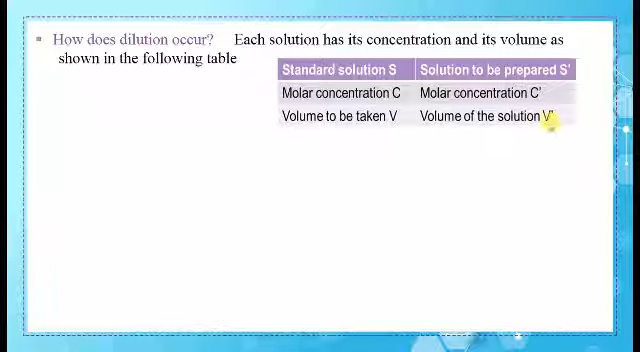 ▪ How does dilution occur? Each solution has its concentration and its volume as
shown in the following table
Standard solution S Solution to be prepared S'
Molar concentration C Molar concentration C'
Volume to be taken V Volume of the solution V'